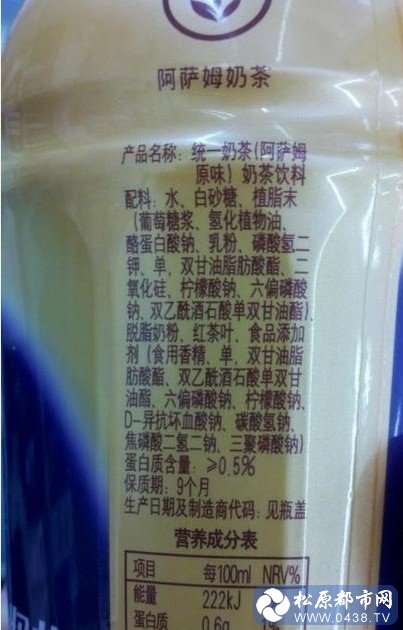 阿萨姆奶茶
产品名称：统一奶茶(阿萨姆
原味)奶茶饮料
配料：水、白砂糖、植脂末
(葡萄糖浆、氢化植物油、
酪蛋白酸钠、乳粉、磷酸氢二
钾、单，双甘油脂肪酸酯、二
氧化硅、柠檬酸钠、六偏磷酸
钠、双乙酰酒石酸单双甘油酯)、
脱脂奶粉、红茶叶、食品添加
剂(食用香精、单，双甘油脂
肪酸酯、双乙酰酒石酸单双甘
油酯、六偏磷酸钠、柠檬酸钠、
D-异抗坏血酸钠、碳酸氢钠、
焦磷酸二氢二钠、三聚磷酸钠)
蛋白质含量：≥0.5%
保质期：9个月
生产日期及制造商代码：见瓶盖
营养成分表
项目 每100ml NRV%
能量 222kJ
蛋白质 0.6g 1%
松原都市网
www.0438.TV